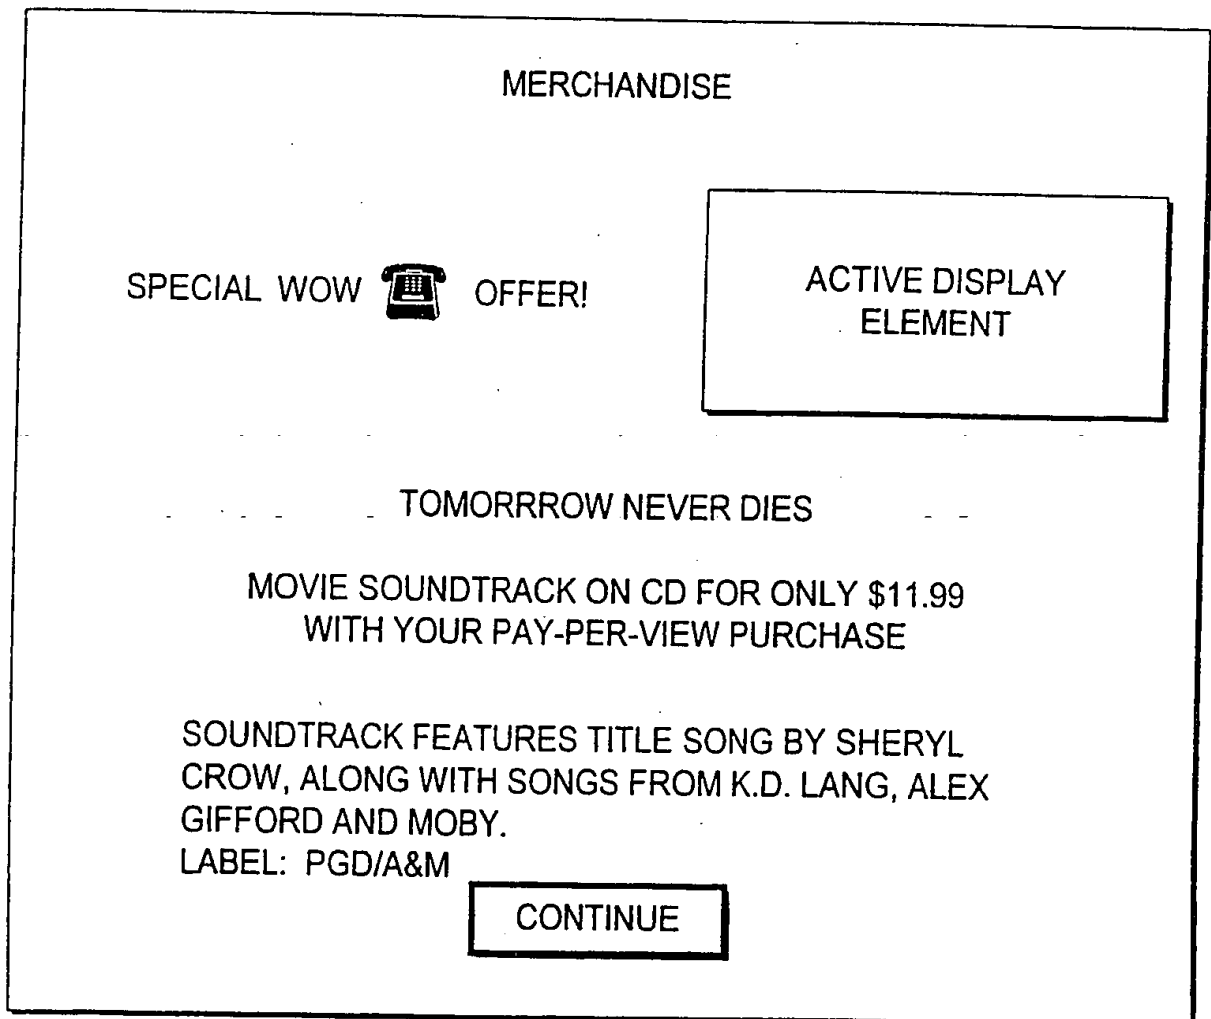 MERCHANDISE
SPECIAL WOW OFFER!
ACTIVE DISPLAY
ELEMENT
TOMORRROW NEVER DIES
MOVIE SOUNDTRACK ON CD FOR ONLY $11.99
WITH YOUR PAY-PER-VIEW PURCHASE
SOUNDTRACK FEATURES TITLE SONG BY SHERYL
CROW, ALONG WITH SONGS FROM K.D. LANG, ALEX
GIFFORD AND MOBY.
LABEL: PGD/A&M
CONTINUE